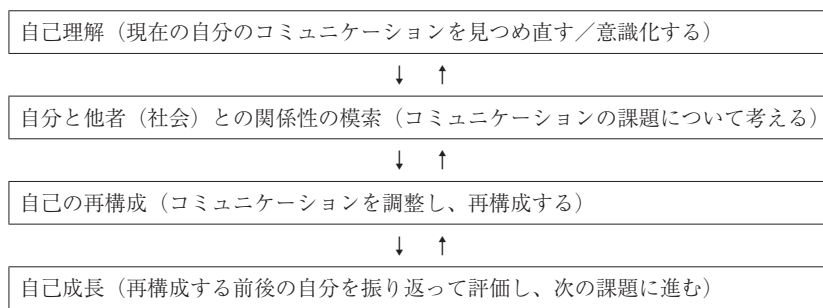 自己理解（現在の自分のコミュニケーションを見つめ直す／意識化する）
↓ ↑
自分と他者（社会）との関係性の模索（コミュニケーションの課題について考える）
↓ ↑
自己の再構成（コミュニケーションを調整し、再構成する）
↓ ↑
自己成長（再構成する前後の自分を振り返って評価し、次の課題に進む）